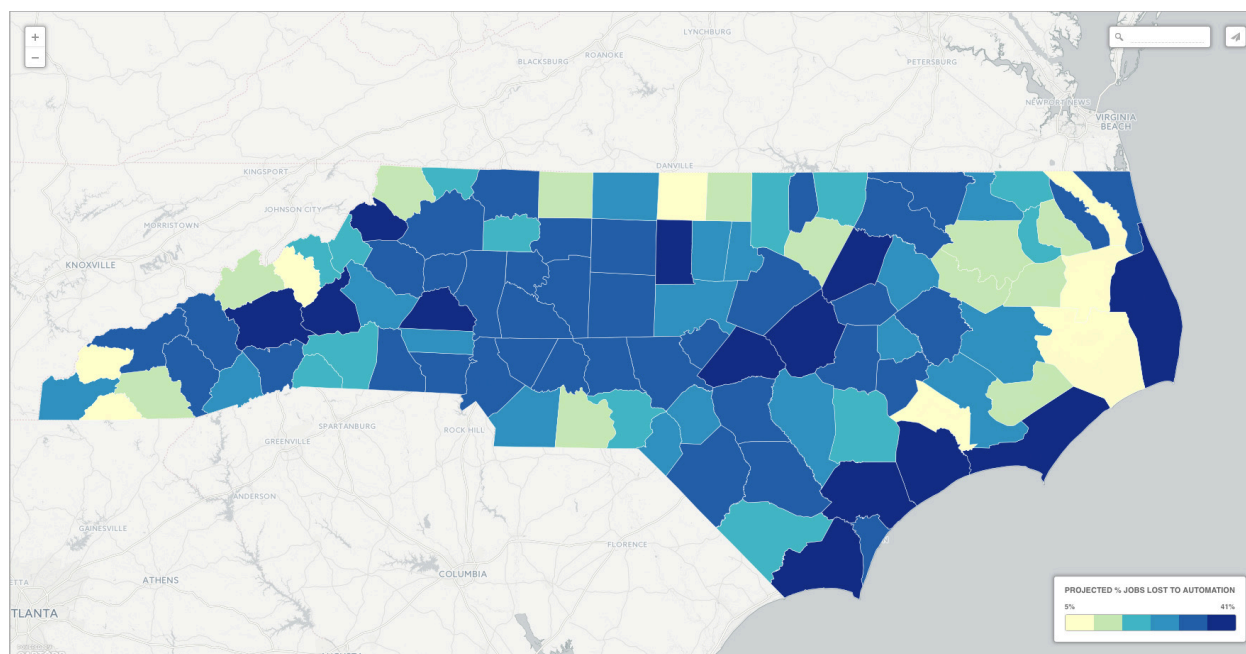 +
−
LYNCHBURG
ROANOKE
BLACKSBURG
PETERSBURG
NEWPORT NEWS
VIRGINIA
BEACH
DANVILLE
KINGSPORT
JOHNSON CITY
MORRISTOWN
KNOXVILLE
SPARTANBURG
ROCK HILL
GREENVILLE
ANDERSON
GAINESVILLE
FLORENCE
COLUMBIA
ATHENS
TLANTA
PROJECTED % JOBS LOST TO AUTOMATION
5% 41%